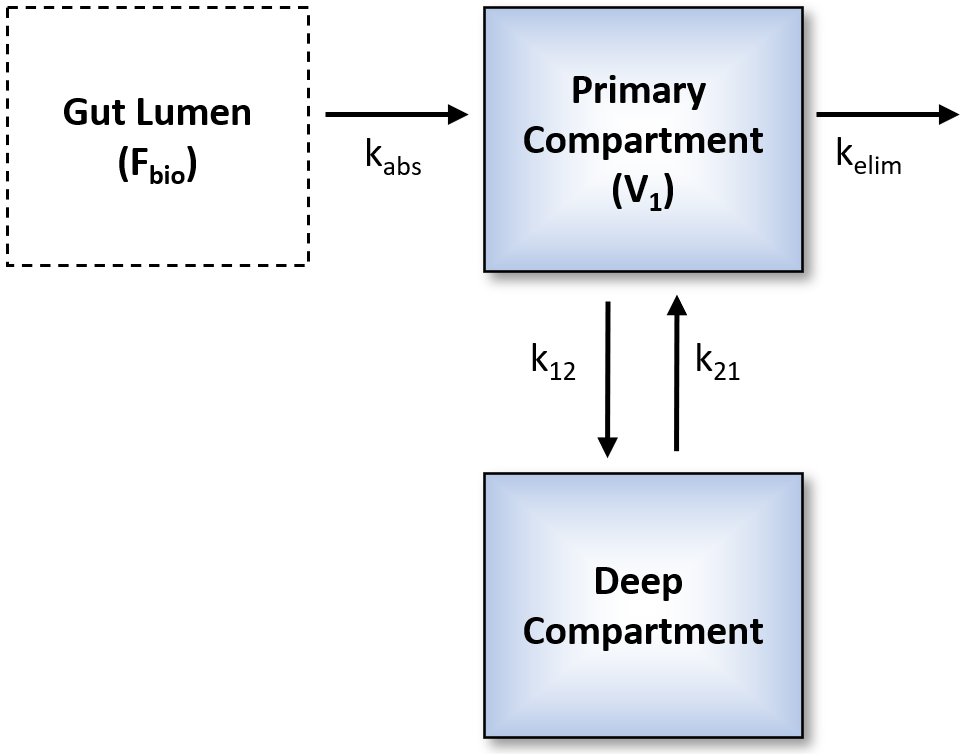 Gut Lumen
(Fbio)
kabs
Primary
Compartment
(V1)
kelim
k12
k21
Deep
Compartment